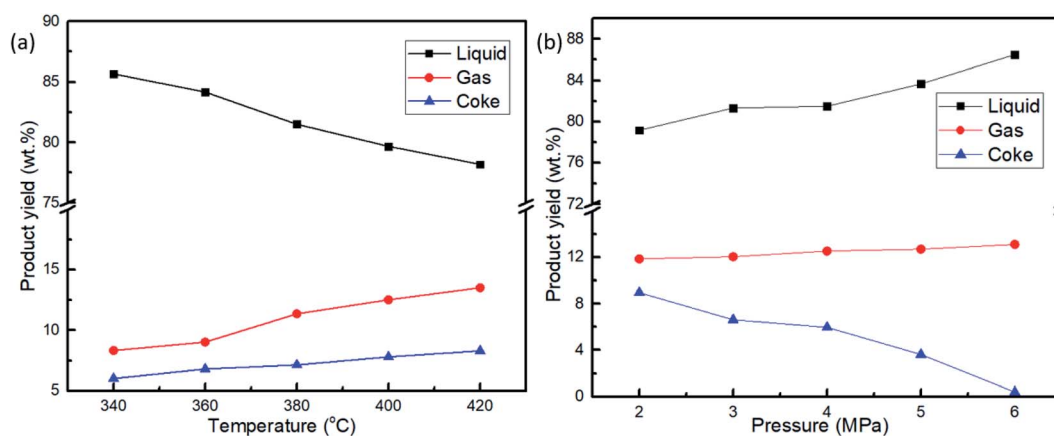 (a)
90
85
80
75
15
10
5
Product yield (wt.%)
Liquid
Gas
Coke
340 360 380 400 420
Temperature (°C)
(b)
88
84
80
76
72
12
8
4
0
Product yield (wt.%)
Liquid
Gas
Coke
2 3 4 5 6
Pressure (MPa)